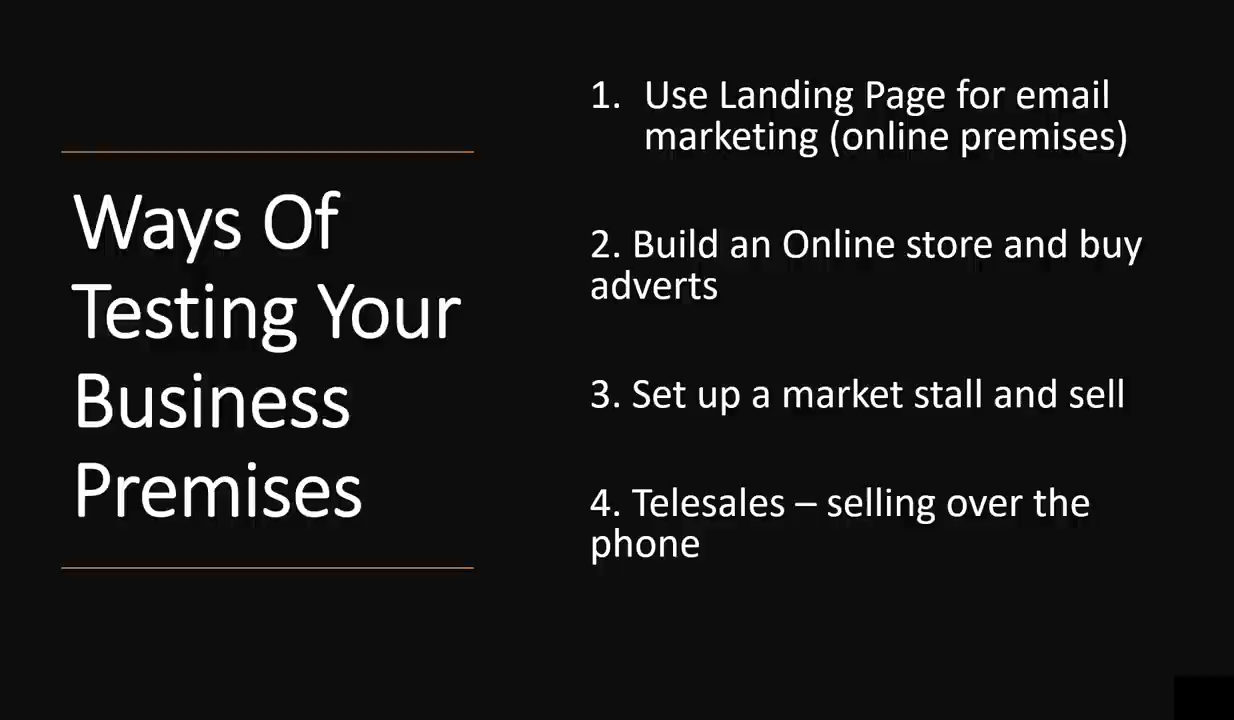 Ways Of
Testing Your
Business
Premises
1. Use Landing Page for email
marketing (online premises)
2. Build an Online store and buy
adverts
3. Set up a market stall and sell
4. Telesales – selling over the
phone